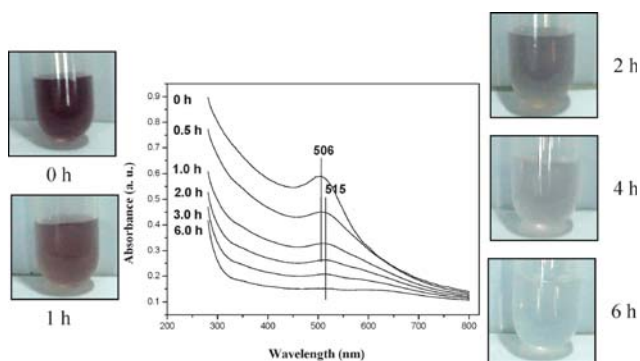 0 h
1 h
Absorbance (a. u.)
0.9
0.8
0.7
0.6
0.5
0.4
0.3
0.2
0.1
0 h
0.5 h
1.0 h
2.0 h
3.0 h
6.0 h
506
515
200 300 400 500 600 700 800
Wavelength (nm)
2 h
4 h
6 h